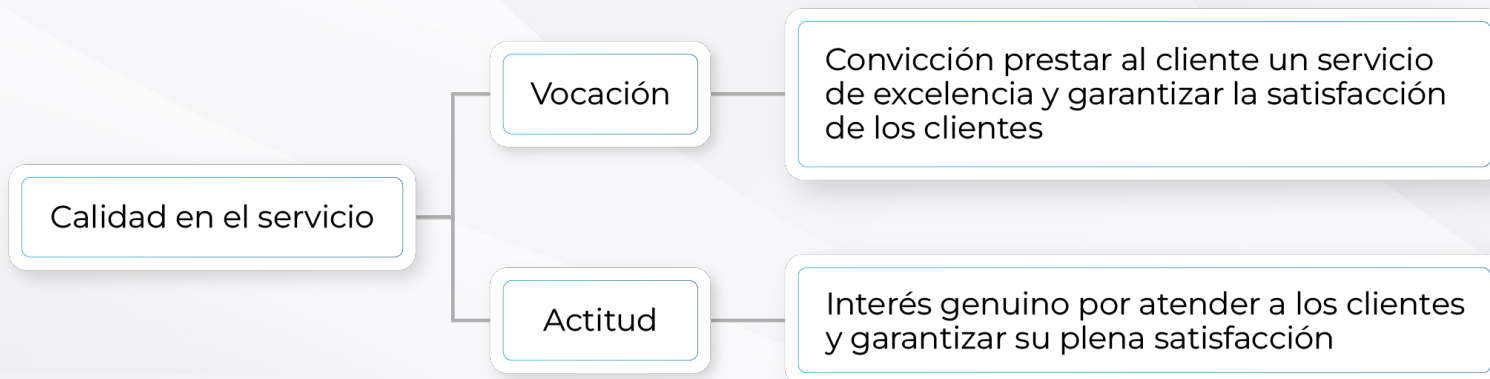 Calidad en el servicio
Vocación
Convicción prestar al cliente un servicio
de excelencia y garantizar la satisfacción
de los clientes
Actitud
Interés genuino por atender a los clientes
y garantizar su plena satisfacción